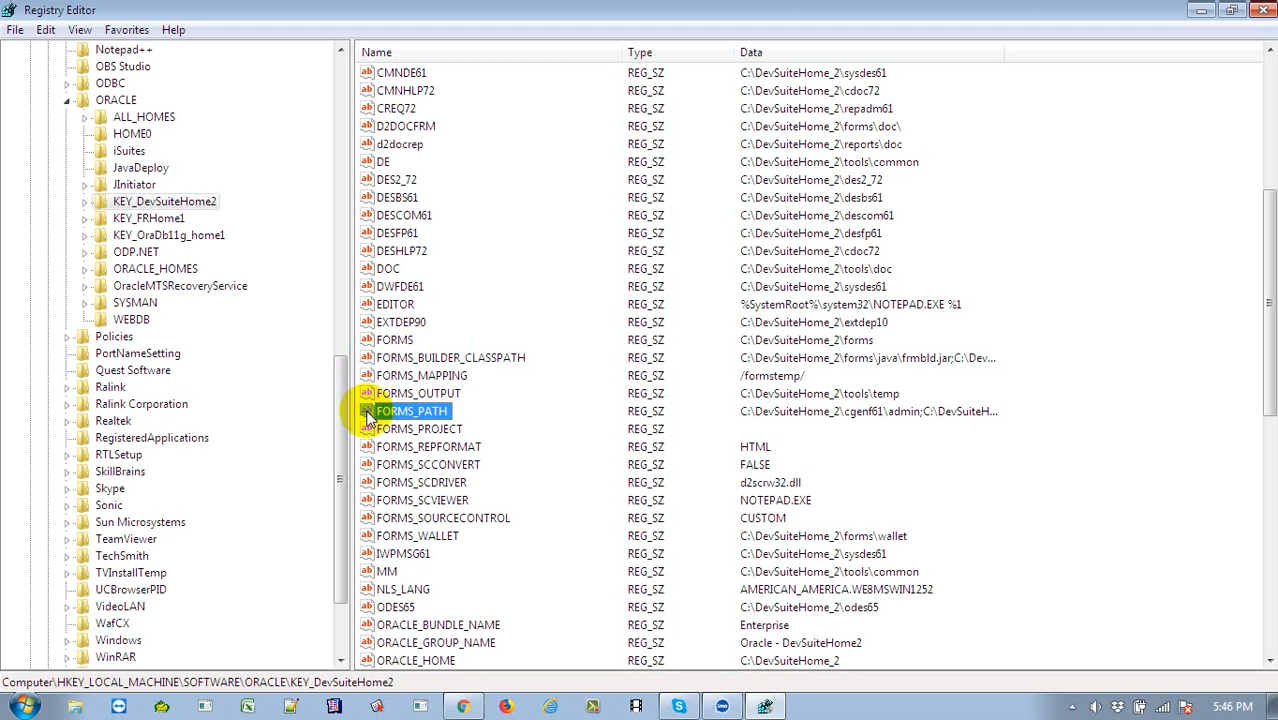 Registry Editor
File Edit View Favorites Help
Notepad++
OBS Studio
ODBC
ORACLE
ALL_HOMES
HOME0
iSuites
JavaDeploy
JInitiator
KEY_DevSuiteHome2
KEY_FRHome1
KEY_OraDb11g_home1
ODP.NET
ORACLE_HOMES
OracleMTSRecoveryService
SYSMAN
WEBDB
Policies
PortNameSetting
Quest Software
Ralink
Ralink Corporation
Realtek
RegisteredApplications
RTLSetup
SkillBrains
Skype
Sonic
Sun Microsystems
TeamViewer
TechSmith
TVInstallTemp
UCBrowserPID
VideoLAN
WafCX
Windows
WinRAR
Name Type Data
CMNDE61 REG_SZ C:\DevSuiteHome_2\sysdes61
CMNHLP72 REG_SZ C:\DevSuiteHome_2\cdoc72
CREQ72 REG_SZ C:\DevSuiteHome_2\repadm61
D2DOCFRM REG_SZ C:\DevSuiteHome_2\forms\doc\
d2docrep REG_SZ C:\DevSuiteHome_2\reports\doc
DE REG_SZ C:\DevSuiteHome_2\tools\common
DES2_72 REG_SZ C:\DevSuiteHome_2\des2_72
DESBS61 REG_SZ C:\DevSuiteHome_2\desbs61
DESCOM61 REG_SZ C:\DevSuiteHome_2\descom61
DESFP61 REG_SZ C:\DevSuiteHome_2\desfp61
DESHLP72 REG_SZ C:\DevSuiteHome_2\cdoc72
DOC REG_SZ C:\DevSuiteHome_2\tools\doc
DWFDE61 REG_SZ C:\DevSuiteHome_2\sysdes61
EDITOR REG_SZ %SystemRoot%\system32\NOTEPAD.EXE %1
EXTDEP90 REG_SZ C:\DevSuiteHome_2\extdep10
FORMS REG_SZ C:\DevSuiteHome_2\forms
FORMS_BUILDER_CLASSPATH REG_SZ C:\DevSuiteHome_2\forms\java\frmbld.jar;C:\Dev...
FORMS_MAPPING REG_SZ /formstemp/
FORMS_OUTPUT REG_SZ C:\DevSuiteHome_2\tools\temp
FORMS_PATH REG_SZ C:\DevSuiteHome_2\cgenf61\admin;C:\DevSuiteH...
FORMS_PROJECT REG_SZ
FORMS_REPFORMAT REG_SZ HTML
FORMS_SCCONVERT REG_SZ FALSE
FORMS_SCDRIVER REG_SZ d2scrw32.dll
FORMS_SCVIEWER REG_SZ NOTEPAD.EXE
FORMS_SOURCECONTROL REG_SZ CUSTOM
FORMS_WALLET REG_SZ C:\DevSuiteHome_2\forms\wallet
IWPMSG61 REG_SZ C:\DevSuiteHome_2\sysdes61
MM REG_SZ C:\DevSuiteHome_2\tools\common
NLS_LANG REG_SZ AMERICAN_AMERICA.WE8MSWIN1252
ODES65 REG_SZ C:\DevSuiteHome_2\odes65
ORACLE_BUNDLE_NAME REG_SZ Enterprise
ORACLE_GROUP_NAME REG_SZ Oracle - DevSuiteHome2
ORACLE_HOME REG_SZ C:\DevSuiteHome_2
Computer\HKEY_LOCAL_MACHINE\SOFTWARE\ORACLE\KEY_DevSuiteHome2
5:46 PM